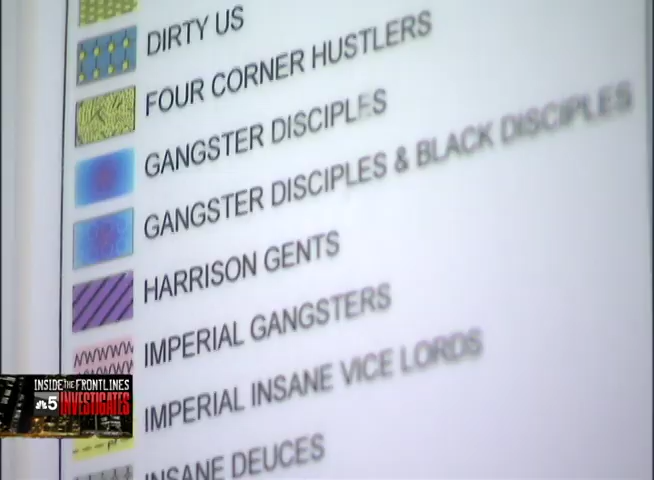 DIRTY US
FOUR CORNER HUSTLERS
GANGSTER DISCIPLES
GANGSTER DISCIPLES & BLACK DISCIPLES
HARRISON GENTS
IMPERIAL GANGSTERS
IMPERIAL INSANE VICE LORDS
INSANE DEUCES
INSIDE THE FRONTLINES
5 INVESTIGATES